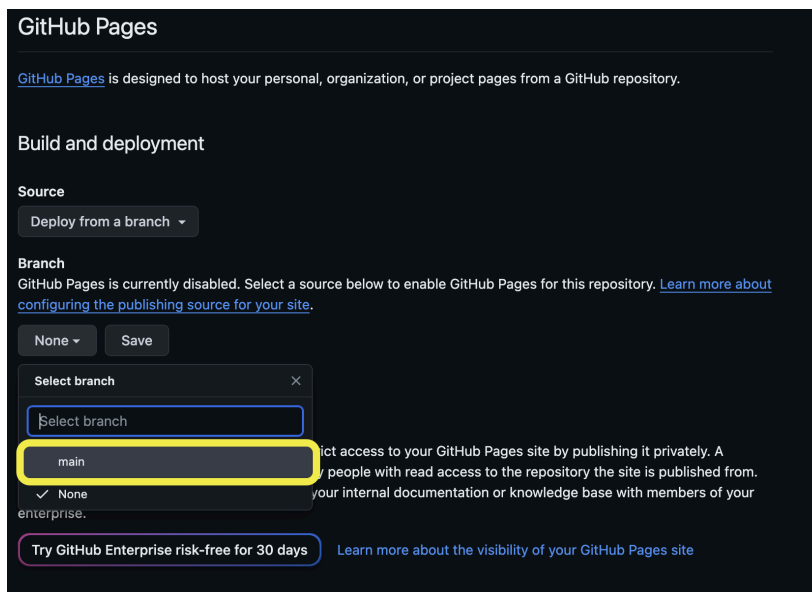 GitHub Pages
GitHub Pages is designed to host your personal, organization, or project pages from a GitHub repository.
Build and deployment
Source
Deploy from a branch
Branch
GitHub Pages is currently disabled. Select a source below to enable GitHub Pages for this repository. Learn more about
configuring the publishing source for your site.
None
Save
Select branch
Select branch
main
None
ict access to your GitHub Pages site by publishing it privately. A
y people with read access to the repository the site is published from.
your internal documentation or knowledge base with members of your
enterprise.
Try GitHub Enterprise risk-free for 30 days
Learn more about the visibility of your GitHub Pages site